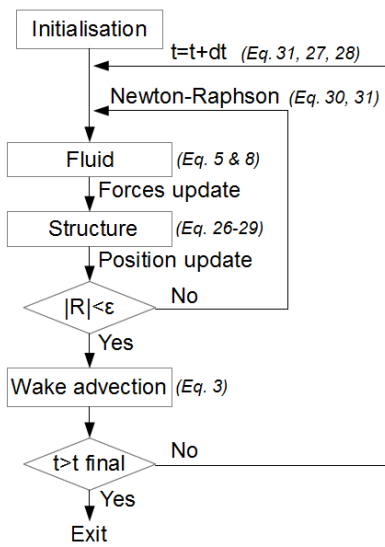 Initialisation
t=t+dt (Eq. 31, 27, 28)
Newton-Raphson (Eq. 30, 31)
Fluid (Eq. 5 & 8)
Forces update
Structure (Eq. 26-29)
Position update
|R|<ε No
Yes
Wake advection (Eq. 3)
t>t final No
Yes
Exit